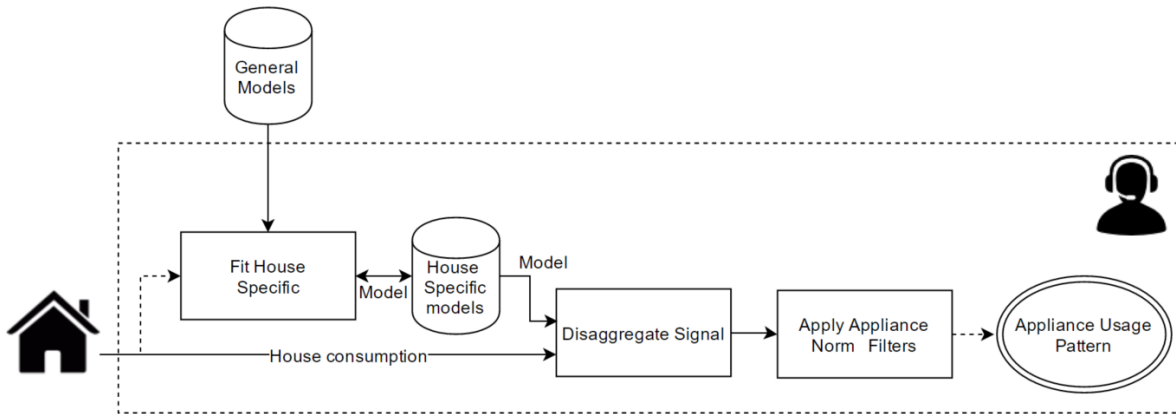 General
Models
Fit House
Specific
Model
House
Specific
models
Model
House consumption
Disaggregate Signal
Apply Appliance
Norm Filters
Appliance Usage
Pattern